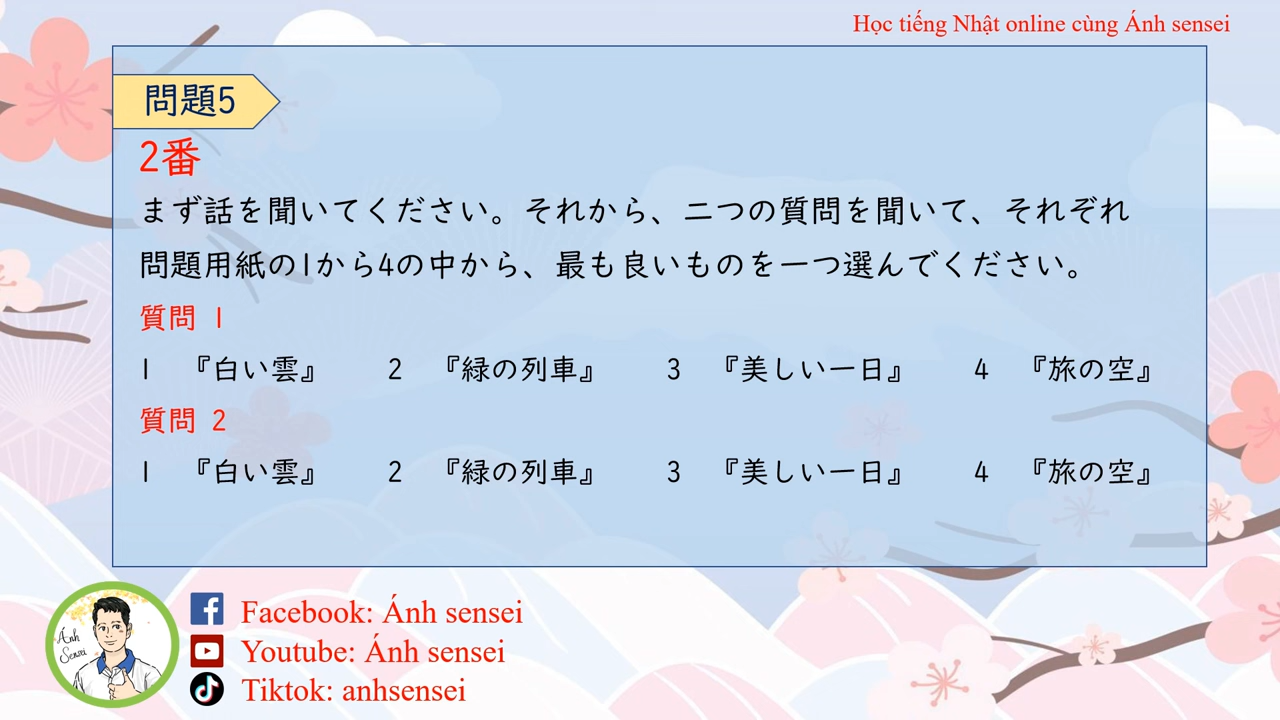 Học tiếng Nhật online cùng Ánh sensei
問題5
2番
まず話を聞いてください。それから、二つの質問を聞いて、それぞれ
問題用紙の1から4の中から、最も良いものを一つ選んでください。
質問 1
1 『白い雲』 2 『緑の列車』 3 『美しい一日』 4 『旅の空』
質問 2
1 『白い雲』 2 『緑の列車』 3 『美しい一日』 4 『旅の空』
Ánh Sensei
Facebook: Ánh sensei
Youtube: Ánh sensei
Tiktok: anhsensei